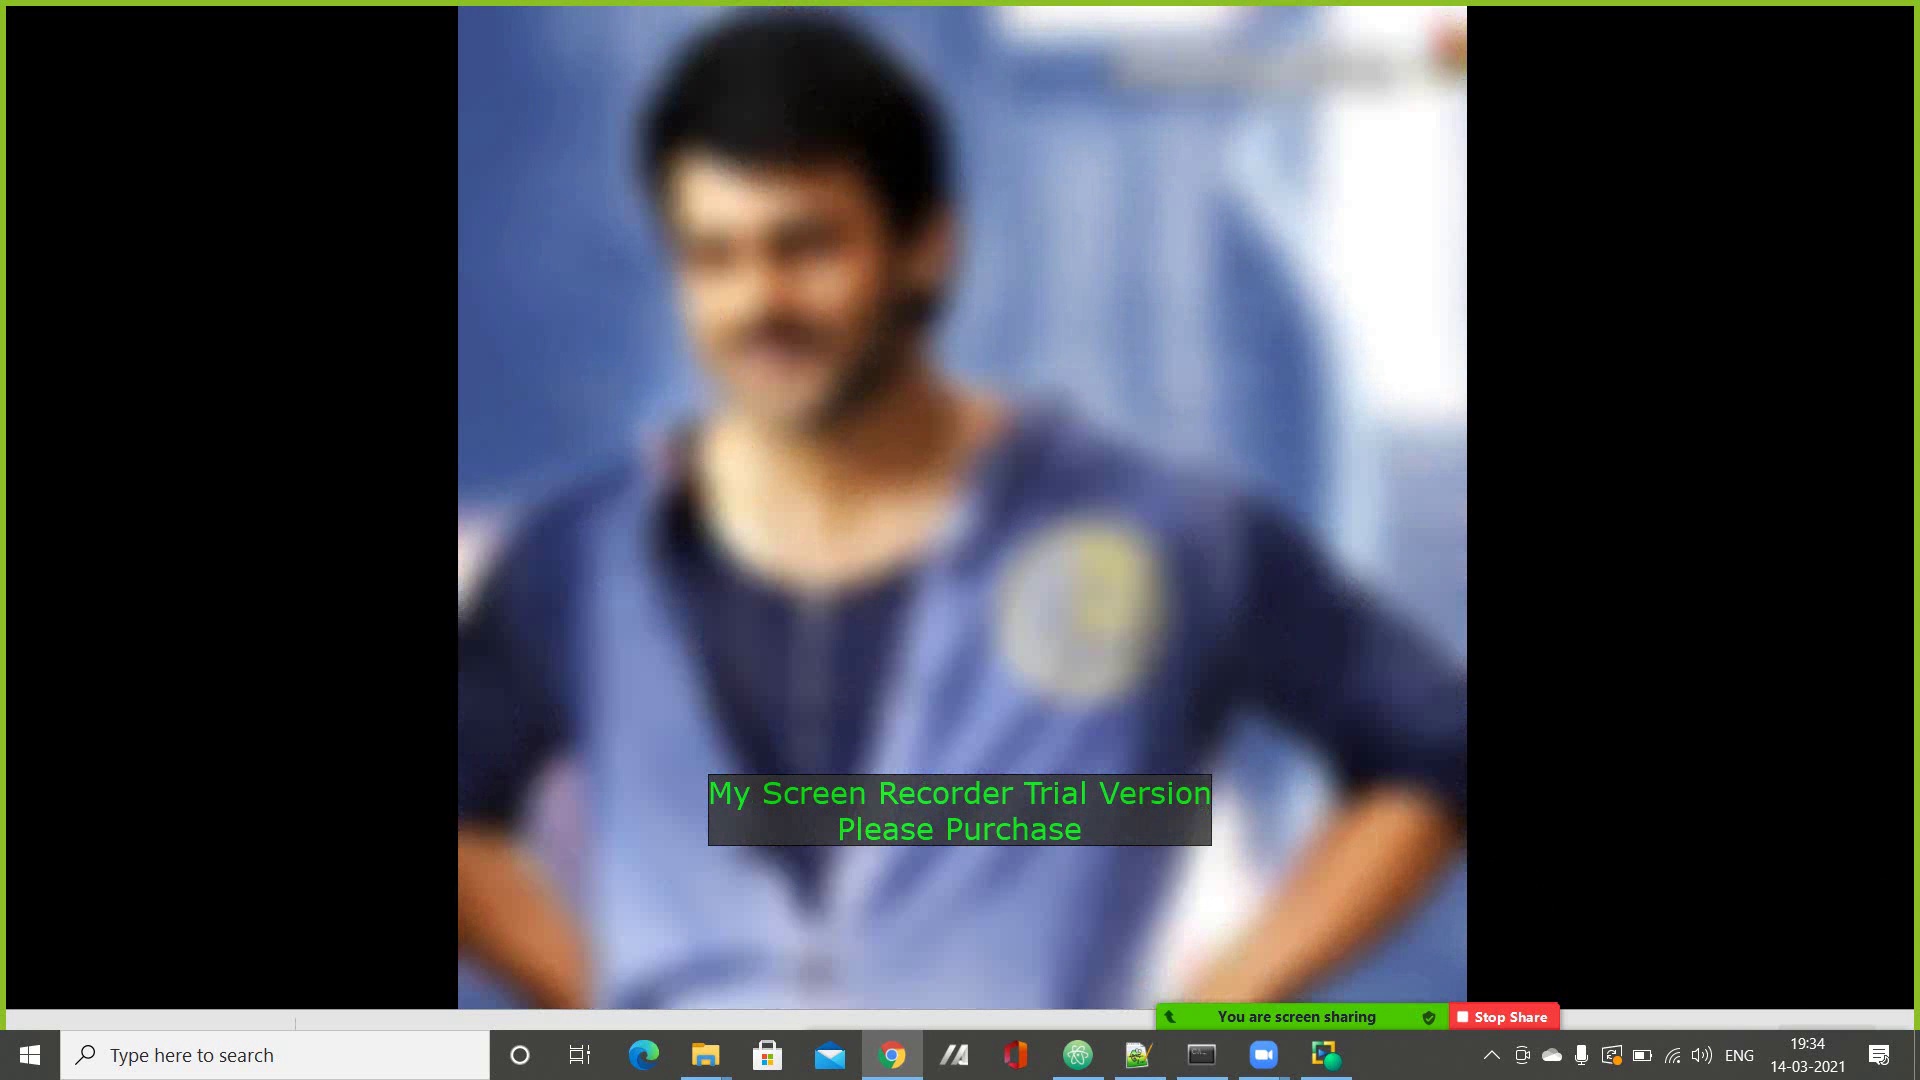 My Screen Recorder Trial Version
Please Purchase
You are screen sharing
Stop Share
Type here to search
ENG
19:34
14-03-2021